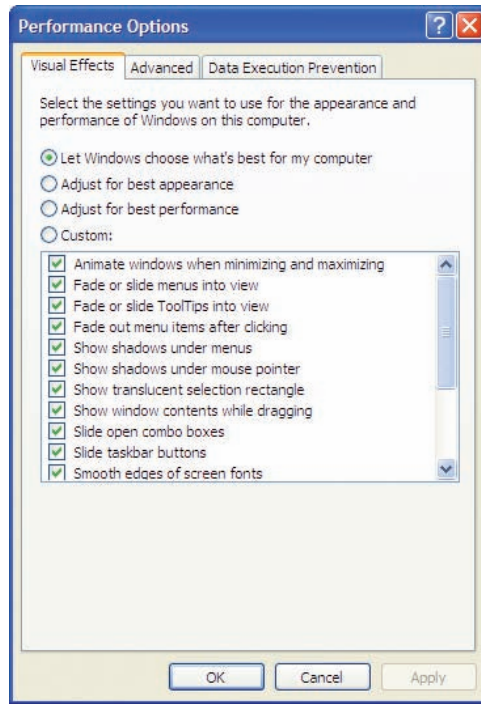 Performance Options
Visual Effects Advanced Data Execution Prevention
Select the settings you want to use for the appearance and
performance of Windows on this computer.
Let Windows choose what's best for my computer
Adjust for best appearance
Adjust for best performance
Custom:
Animate windows when minimizing and maximizing
Fade or slide menus into view
Fade or slide ToolTips into view
Fade out menu items after clicking
Show shadows under menus
Show shadows under mouse pointer
Show translucent selection rectangle
Show window contents while dragging
Slide open combo boxes
Slide taskbar buttons
Smooth edges of screen fonts
OK Cancel Apply